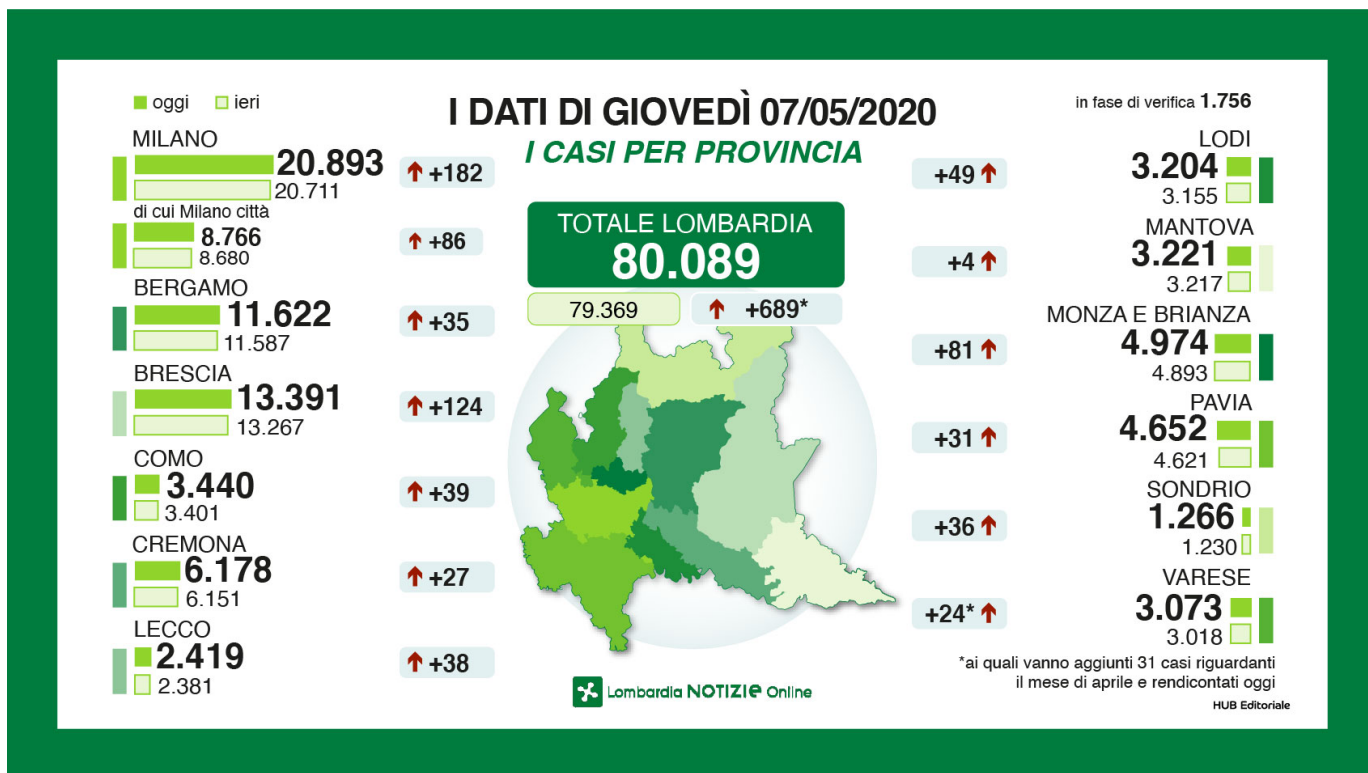 oggi ieri
I DATI DI GIOVEDÌ 07/05/2020
I CASI PER PROVINCIA
in fase di verifica 1.756
MILANO
20.893
20.711
+182
di cui Milano città
8.766
8.680
+86
BERGAMO
11.622
11.587
+35
BRESCIA
13.391
13.267
+124
COMO
3.440
3.401
+39
CREMONA
6.178
6.151
+27
LECCO
2.419
2.381
+38
TOTALE LOMBARDIA
80.089
79.369
+689*
LODI
3.204
3.155
+49
MANTOVA
3.221
3.217
+4
MONZA E BRIANZA
4.974
4.893
+81
PAVIA
4.652
4.621
+31
SONDRIO
1.266
1.230
+36
VARESE
3.073
3.018
+24*
*ai quali vanno aggiunti 31 casi riguardanti
il mese di aprile e rendicontati oggi
Lombardia NOTIZIE Online
HUB Editoriale